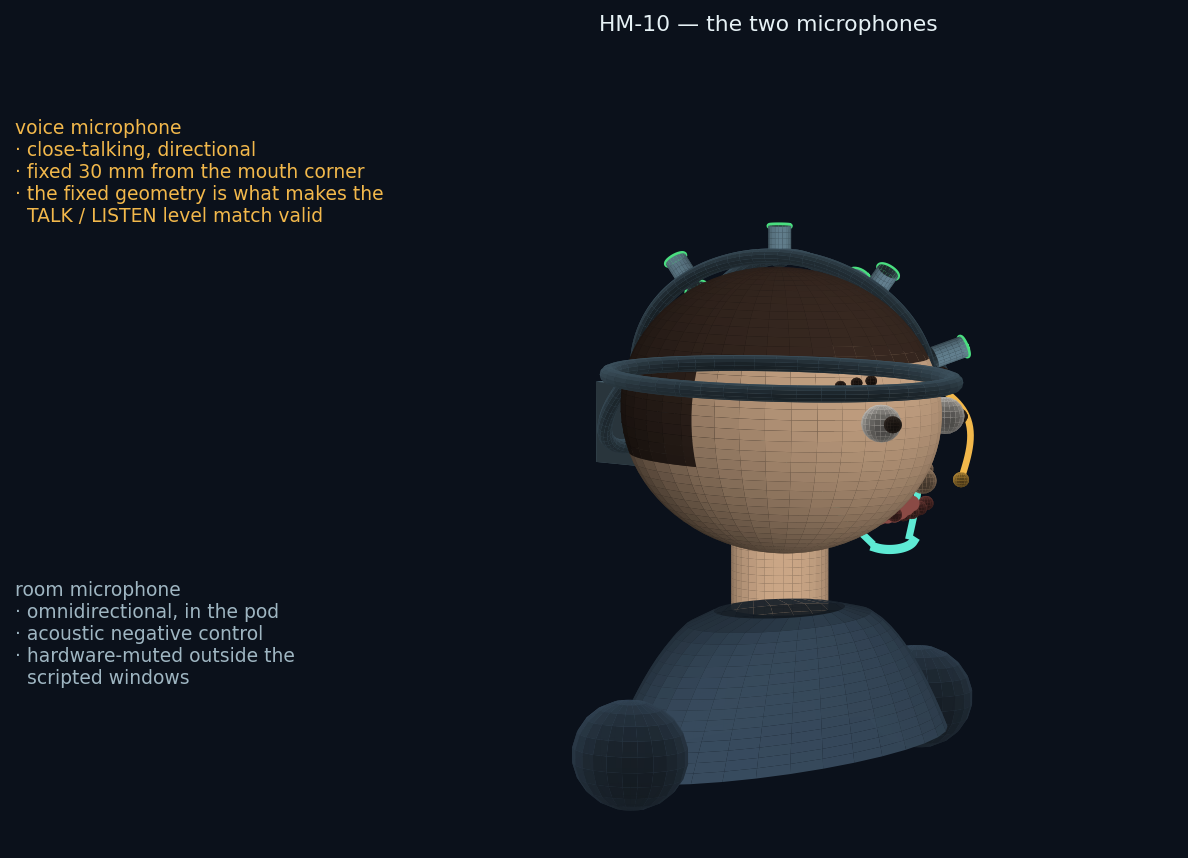 HM-10 — the two microphones
voice microphone
· close-talking, directional
· fixed 30 mm from the mouth corner
· the fixed geometry is what makes the
TALK / LISTEN level match valid
room microphone
· omnidirectional, in the pod
· acoustic negative control
· hardware-muted outside the
scripted windows